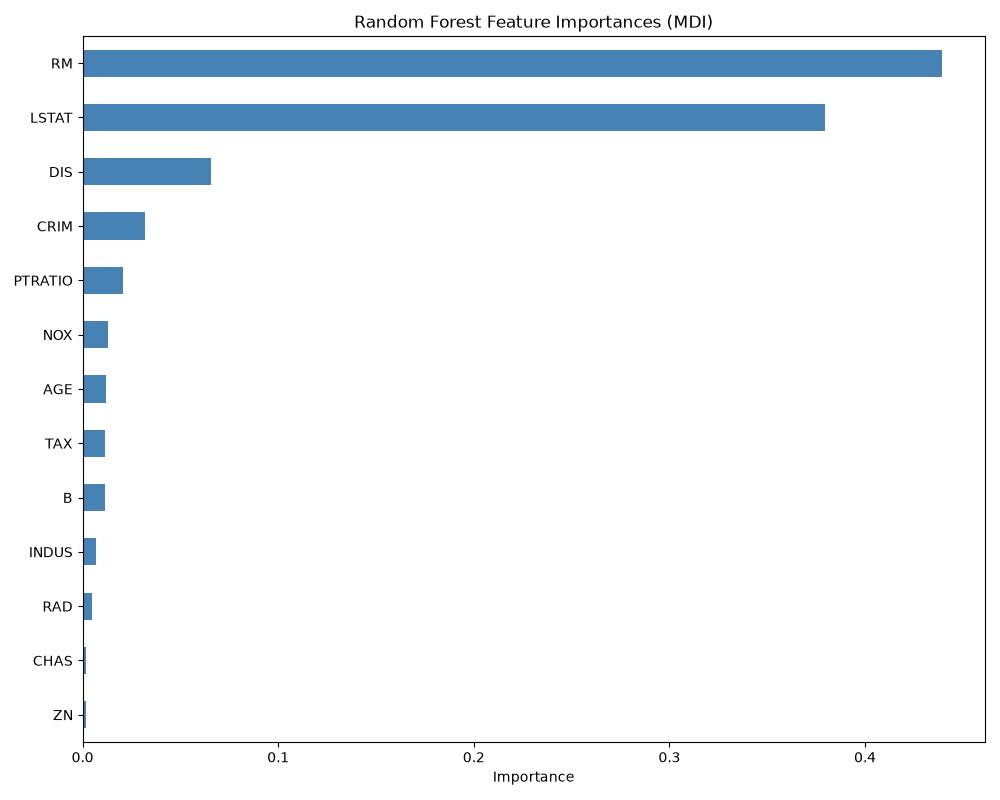 Random Forest Feature Importances (MDI)
RM
LSTAT
DIS
CRIM
PTRATIO
NOX
AGE
TAX
B
INDUS
RAD
CHAS
ZN
0.0 0.1 0.2 0.3 0.4
Importance